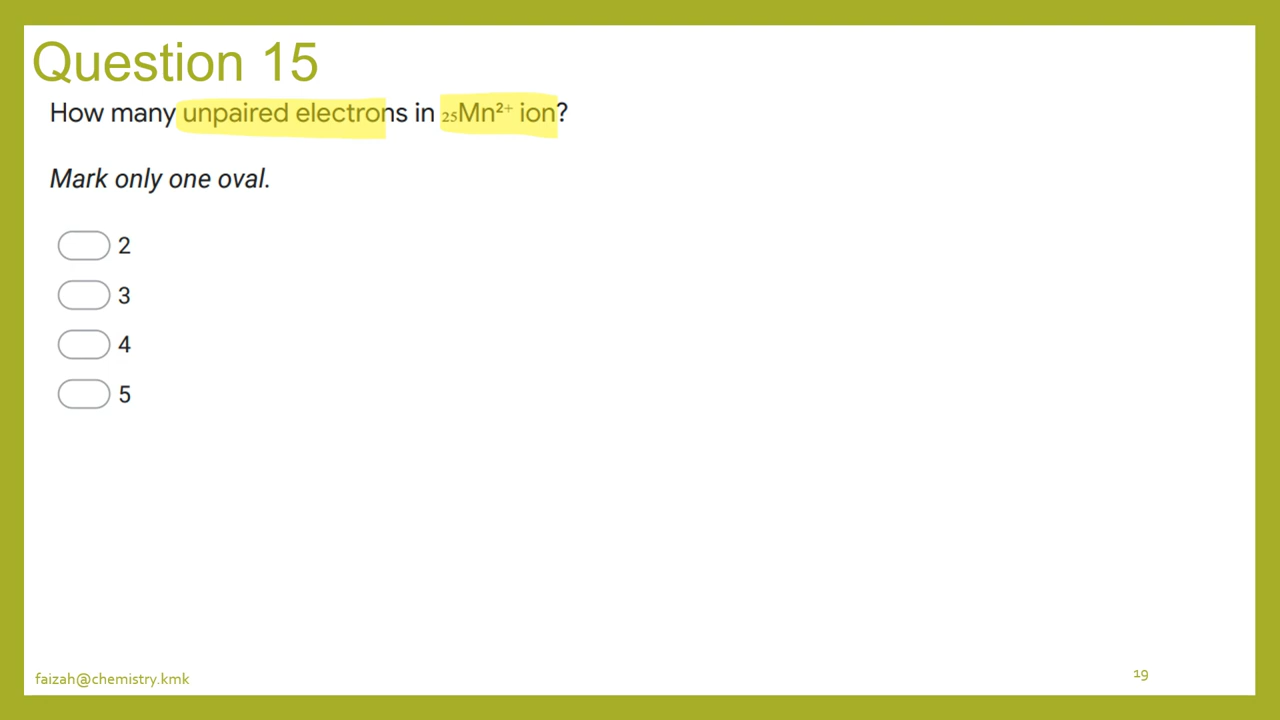 Question 15
How many unpaired electrons in ₂₅Mn²⁺ ion?
Mark only one oval.
2
3
4
5
faizah@chemistry.kmk
19